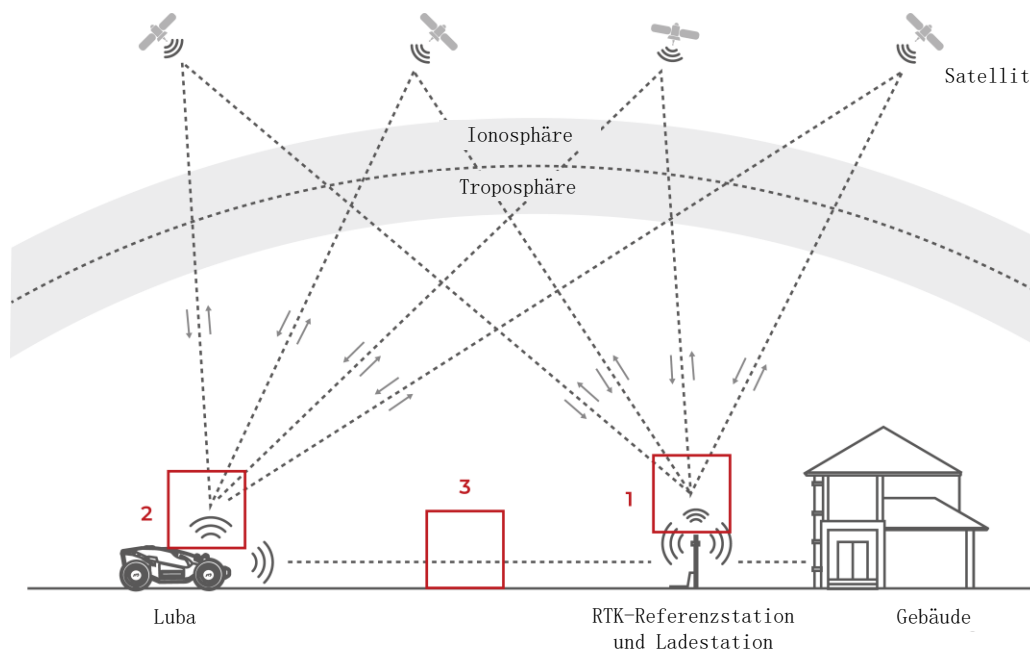 Satellit
Ionosphäre
Troposphäre
3
1
2
Luba
RTK-Referenzstation
und Ladestation
Gebäude